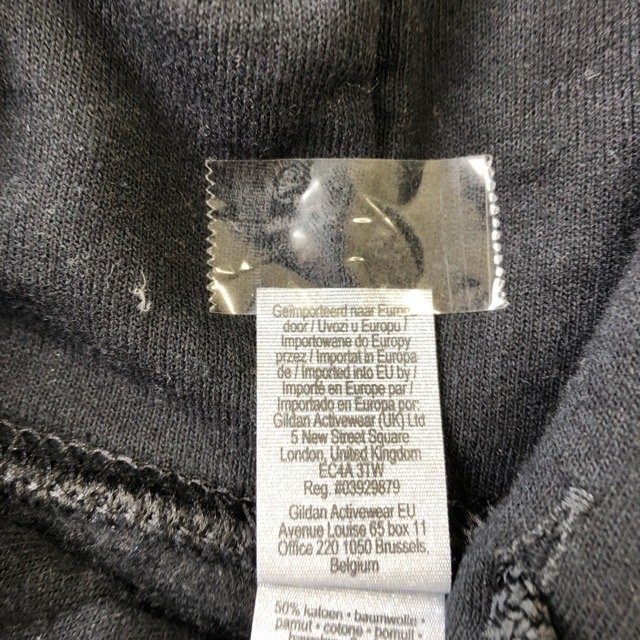 Geïmporteerd naar Europa
door / Uvozi u Europu /
Importowane do Europy
przez / Importat in Europa
de / Imported into EU by /
Importé en Europe par /
Importado en Europa por:
Gildan Activewear (UK) Ltd
5 New Street Square
London, United Kingdom
EC4A 3TW
Reg. #03929879
Gildan Activewear EU
Avenue Louise 65 box 11
Office 220 1050 Brussels,
Belgium
50% katoen • baumwolle •
pamut • cotone • bomull •